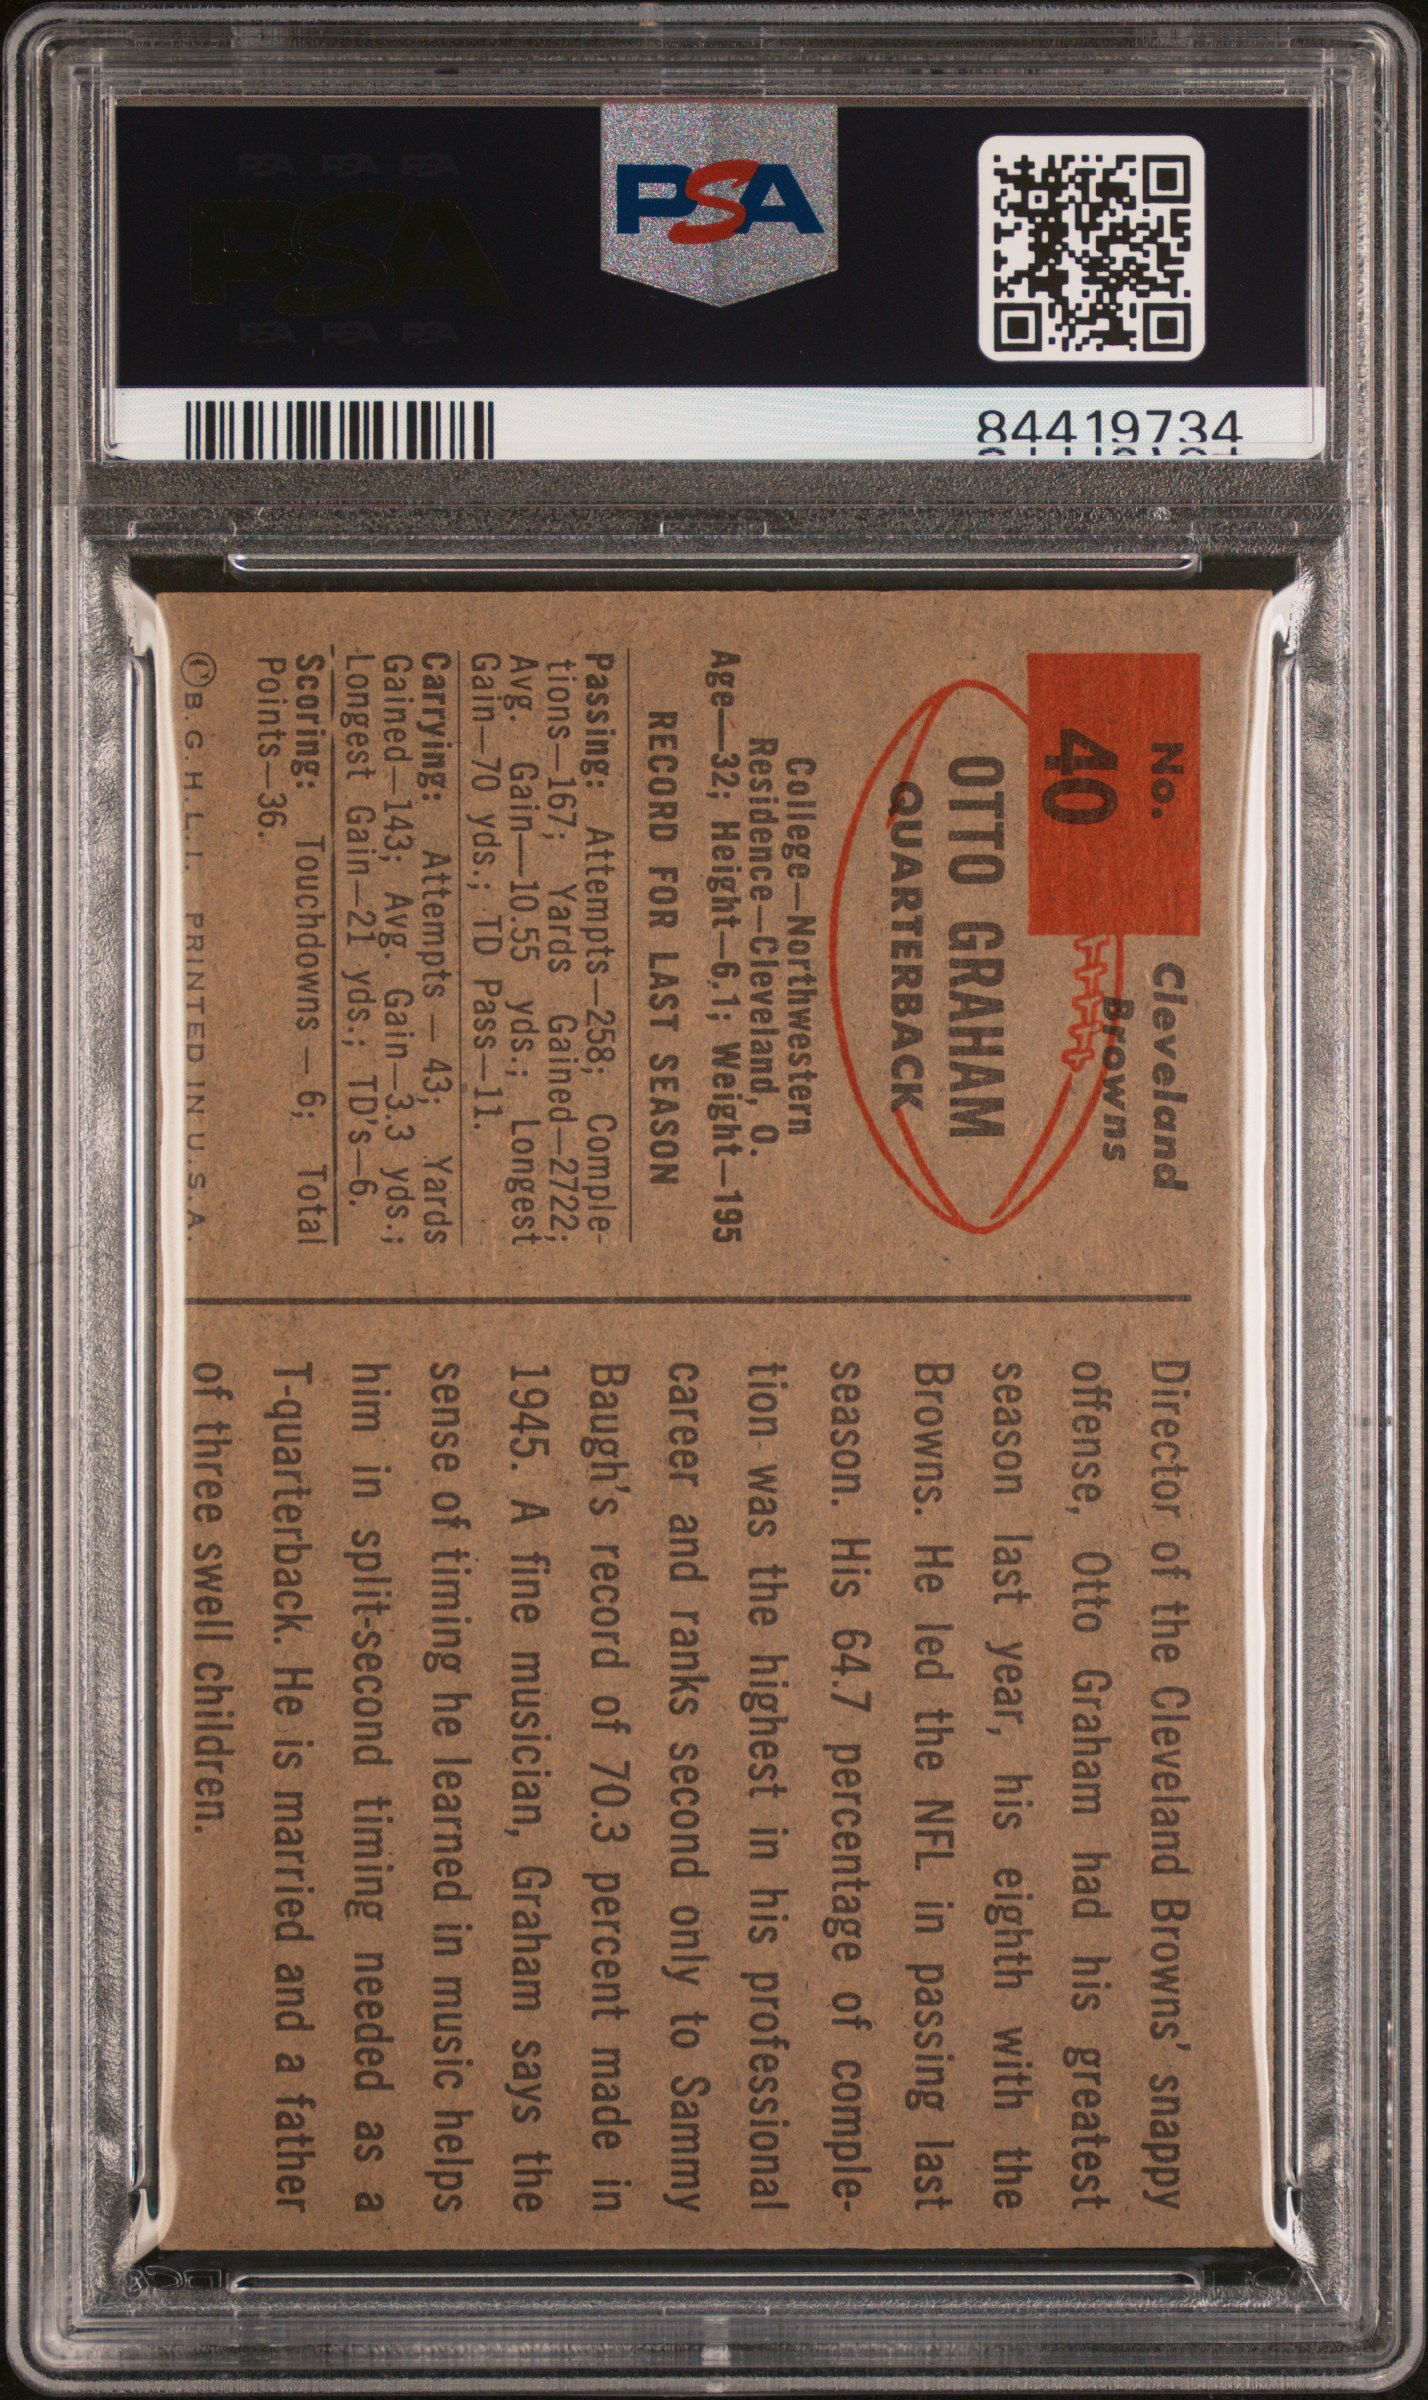 PSA PSA PSA
PSA
PSA PSA PSA
PSA
84419734
No.
40
Cleveland
Browns
OTTO GRAHAM
QUARTERBACK
College—Northwestern
Residence—Cleveland, O.
Age—32; Height—6.1; Weight—195
RECORD FOR LAST SEASON
Passing: Attempts—258; Comple-
tions—167; Yards Gained—2722;
Avg. Gain—10.55 yds.; Longest
Gain—70 yds.; TD Pass—11.
Carrying: Attempts — 43; Yards
Gained—143; Avg. Gain—3.3 yds.;
Longest Gain—21 yds.; TD's—6.
Scoring: Touchdowns — 6; Total
Points—36.
©B.G.H.L.I. PRINTED IN U.S.A.
Director of the Cleveland Browns' snappy
offense, Otto Graham had his greatest
season last year, his eighth with the
Browns. He led the NFL in passing last
season. His 64.7 percentage of comple-
tion was the highest in his professional
career and ranks second only to Sammy
Baugh's record of 70.3 percent made in
1945. A fine musician, Graham says the
sense of timing he learned in music helps
him in split-second timing needed as a
T-quarterback. He is married and a father
of three swell children.